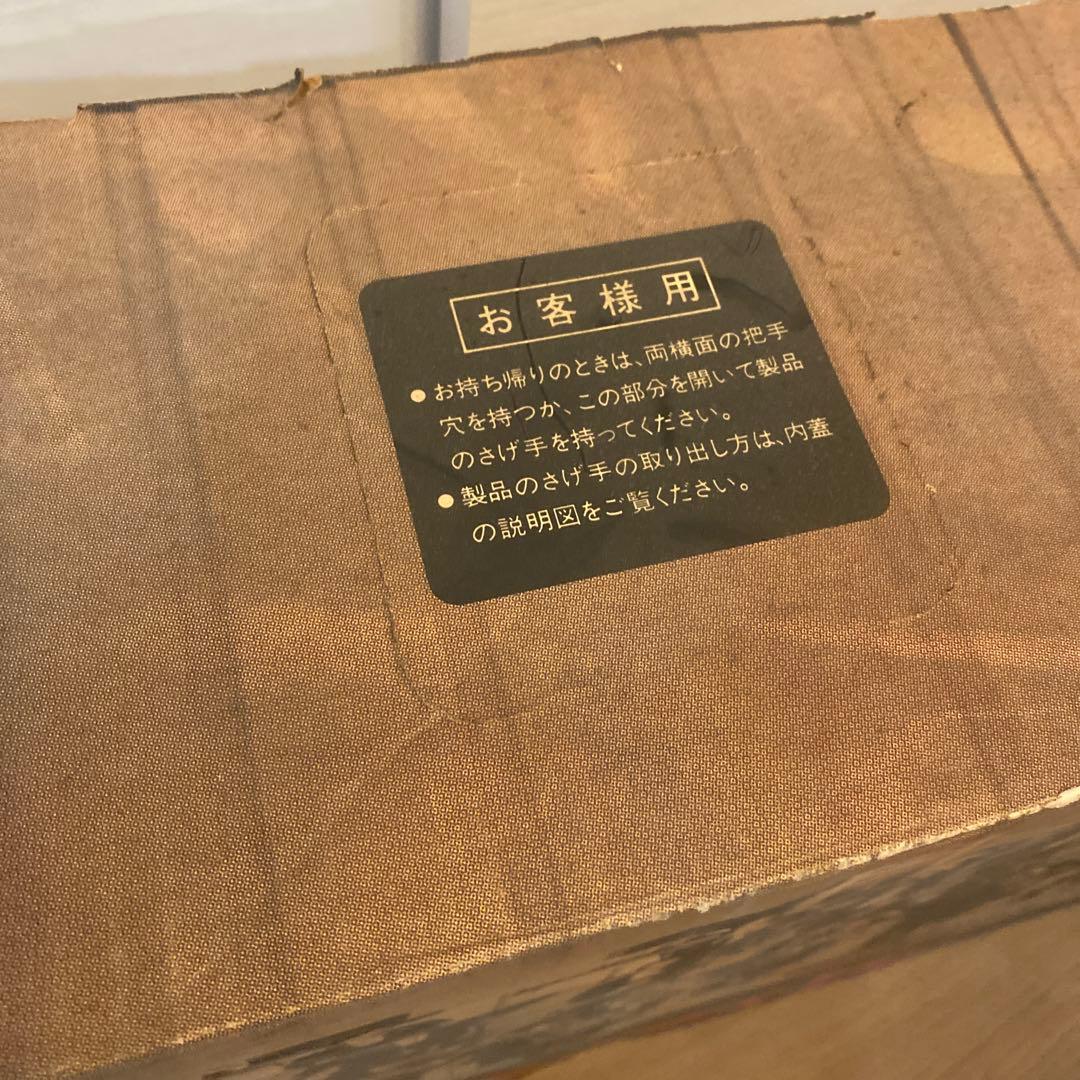 お客様用
●お持ち帰りのときは、両横面の把手
穴を持つか、この部分を開いて製品
のさげ手を持ってください。
●製品のさげ手の取り出し方は、内蓋
の説明図をご覧ください。